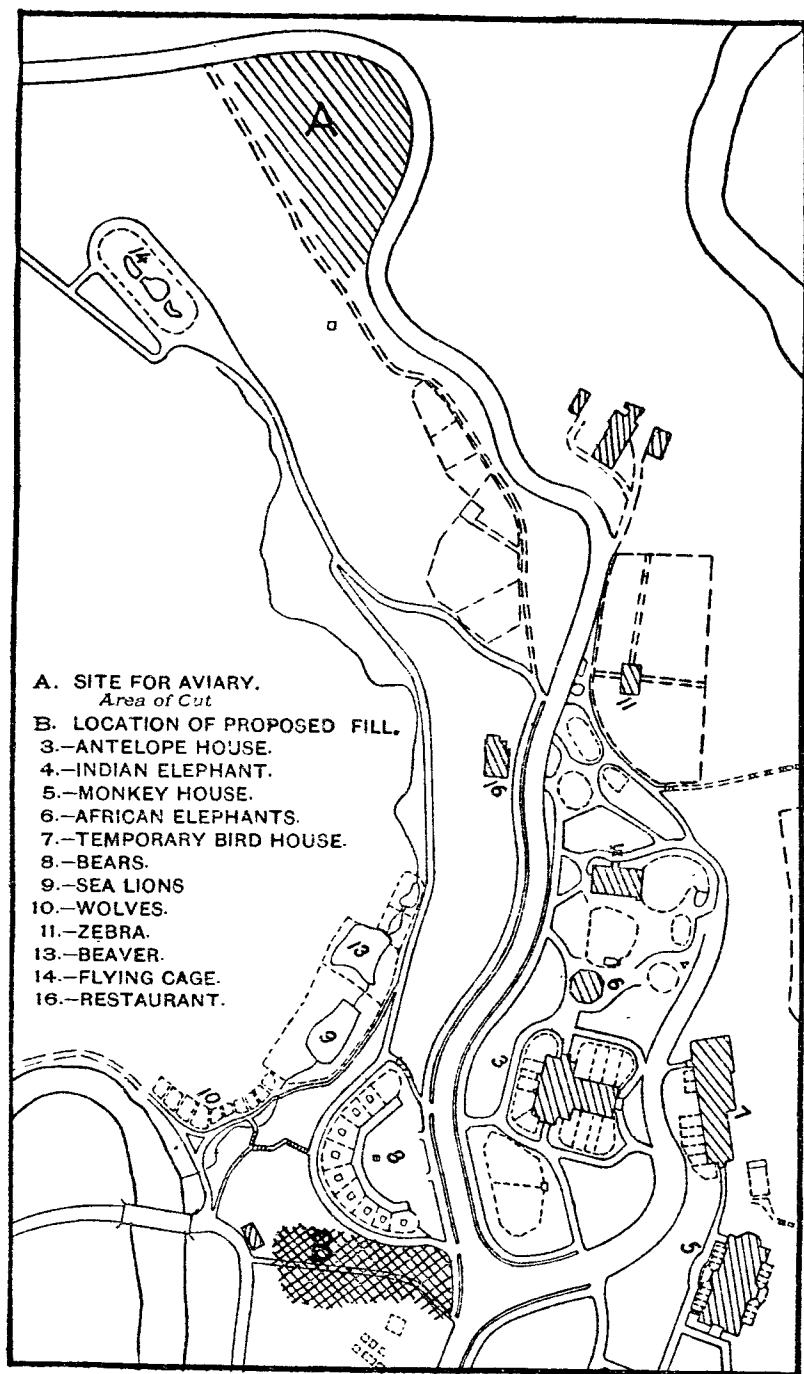 A
14
11
A. SITE FOR AVIARY.
Area of Cut
B. LOCATION OF PROPOSED FILL.
3.—ANTELOPE HOUSE.
4.—INDIAN ELEPHANT.
5.—MONKEY HOUSE.
6.—AFRICAN ELEPHANTS.
7.—TEMPORARY BIRD HOUSE.
8.—BEARS.
9.—SEA LIONS
10.—WOLVES.
11.—ZEBRA.
13.—BEAVER.
14.—FLYING CAGE.
16.—RESTAURANT.
16
13
4
6
9
3
10
7
8
B
5